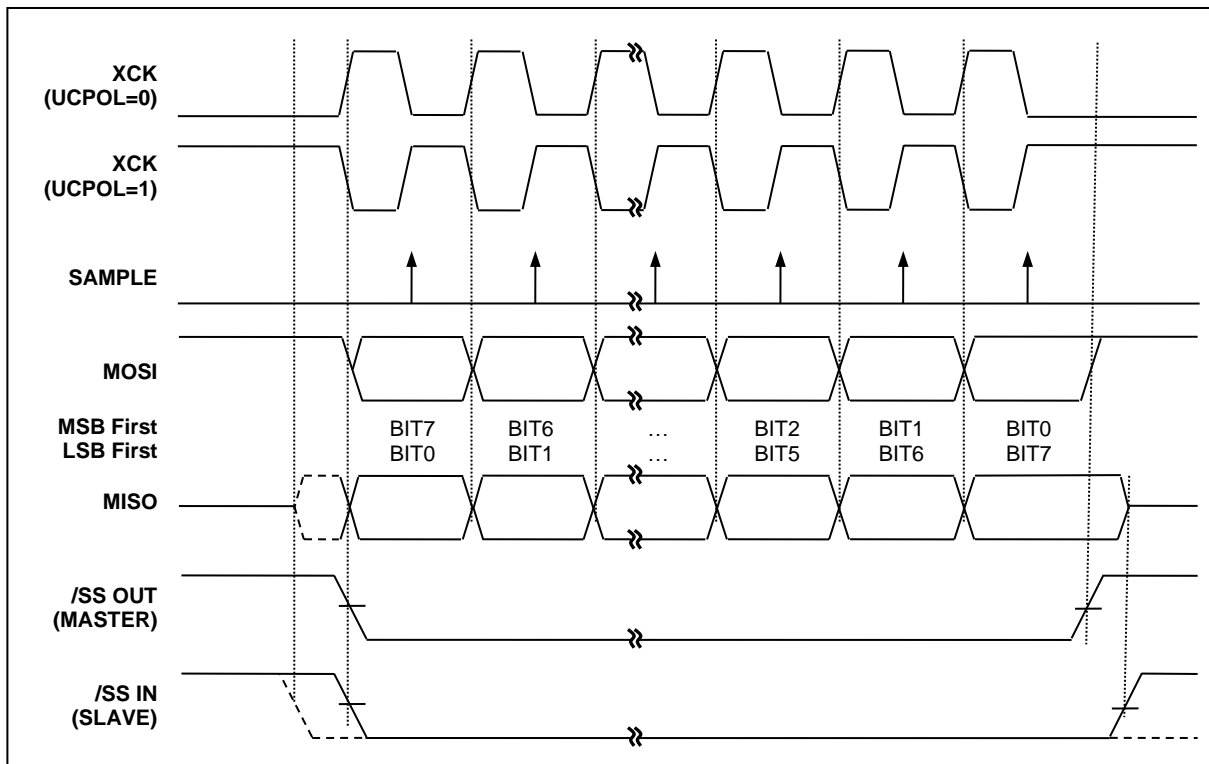 XCK
(UCPOL=0)
XCK
(UCPOL=1)
SAMPLE
MOSI
MSB First BIT7 BIT6 ... BIT2 BIT1 BIT0
LSB First BIT0 BIT1 ... BIT5 BIT6 BIT7
MISO
/SS OUT
(MASTER)
/SS IN
(SLAVE)